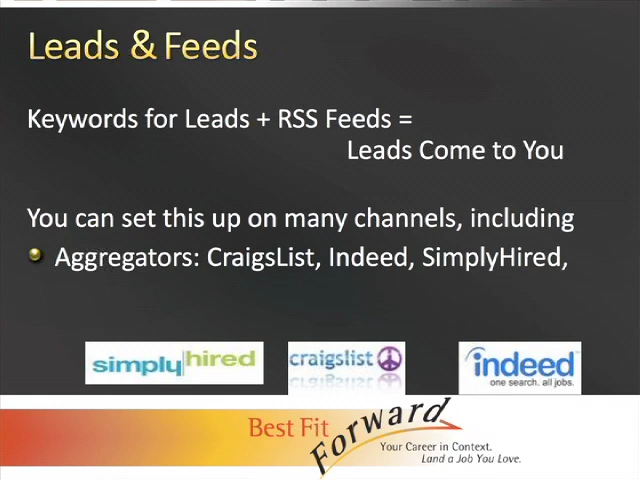 Leads & Feeds
Keywords for Leads + RSS Feeds =
Leads Come to You
You can set this up on many channels, including
Aggregators: CraigsList, Indeed, SimplyHired,
simplyhired
craigslist
indeed
one search. all jobs.
Best Fit
Forward
Your Career in Context.
Land a Job You Love.